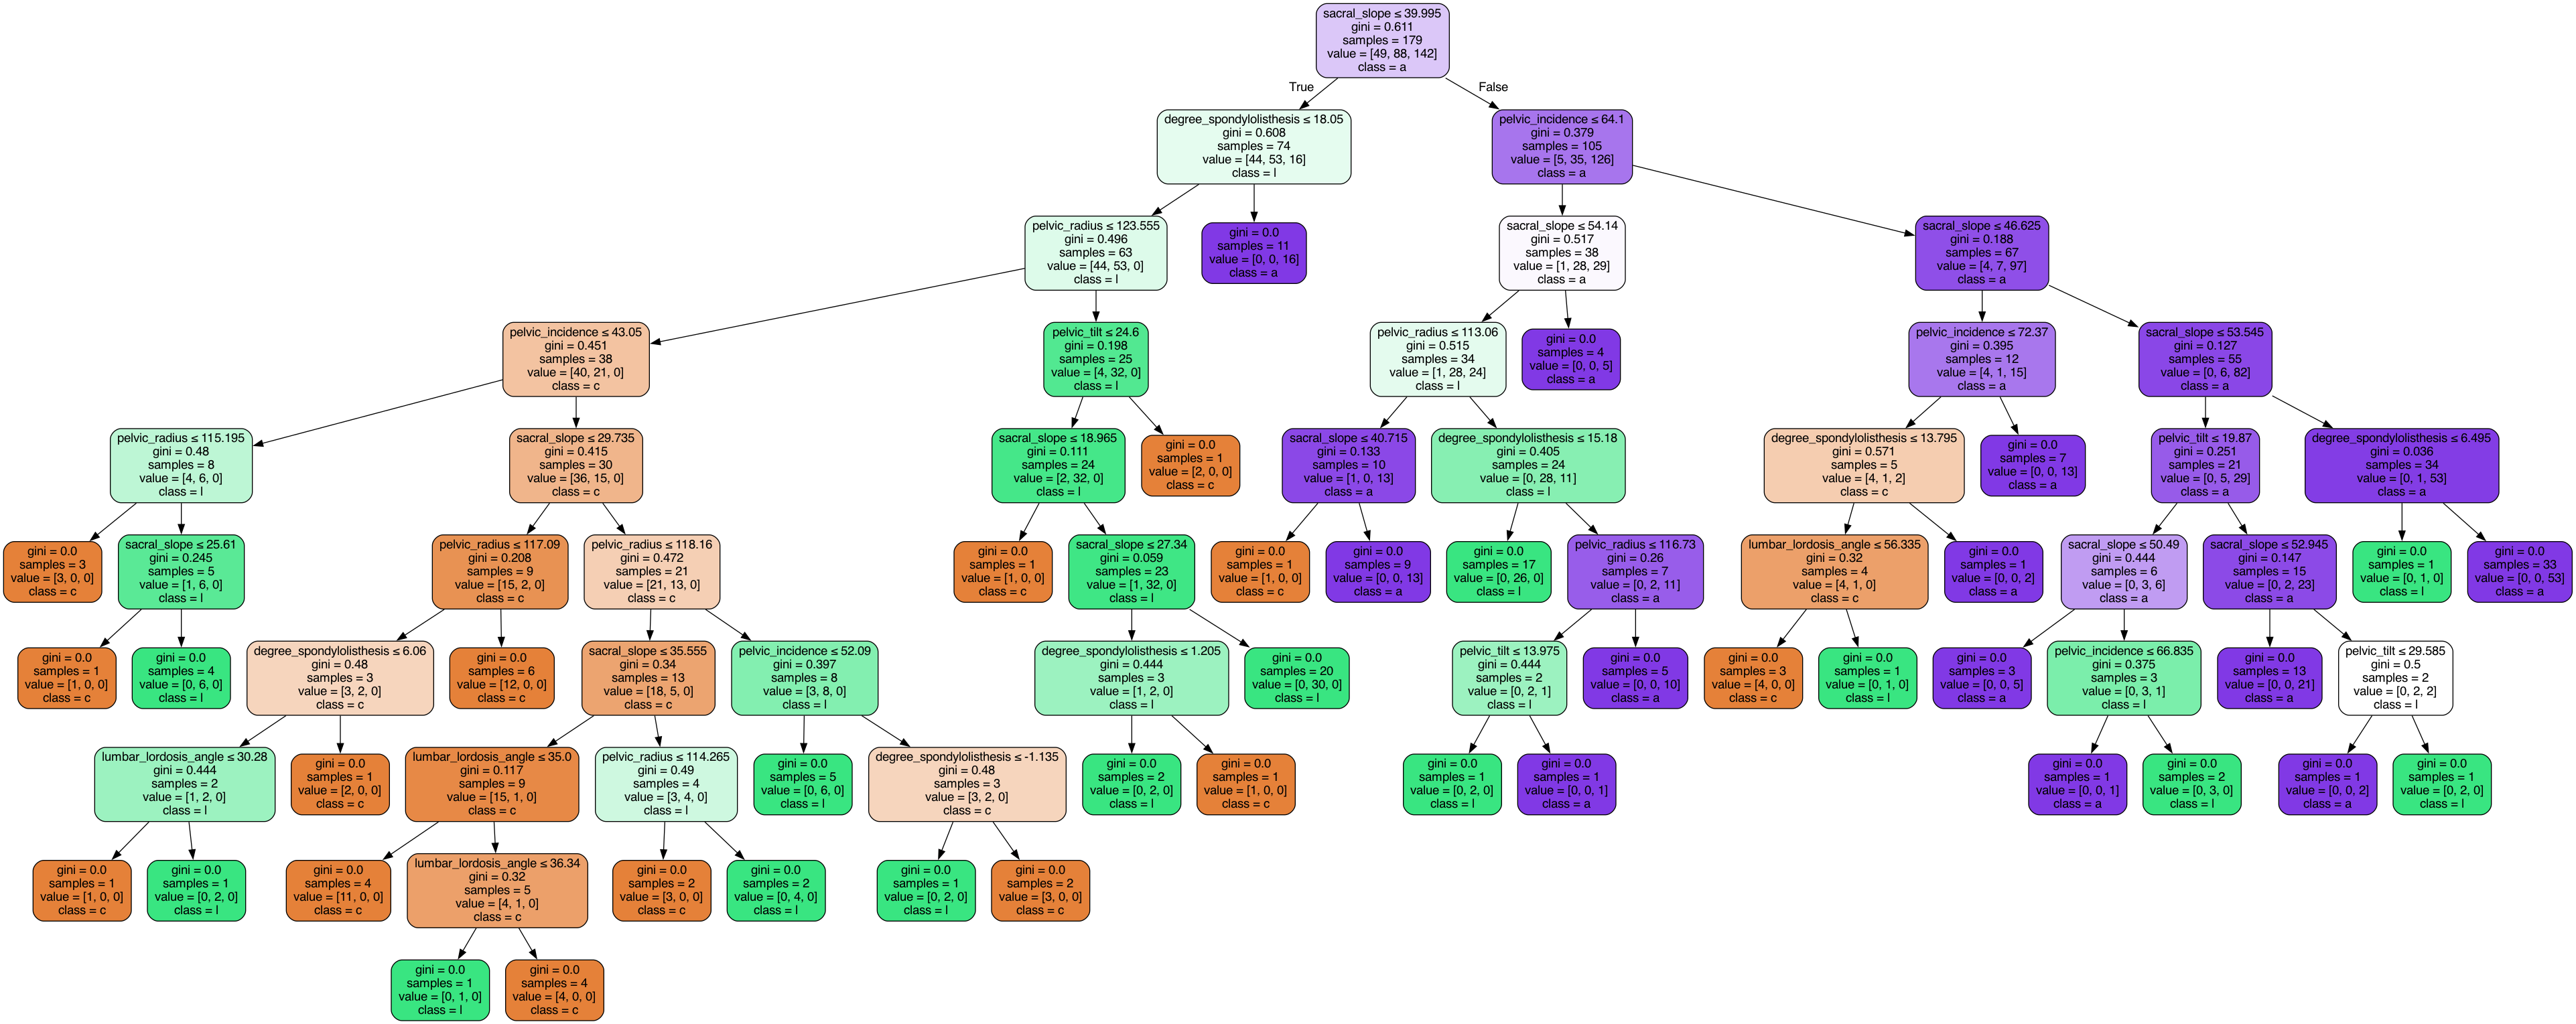 sacral_slope ≤ 39.995
gini = 0.611
samples = 179
value = [49, 88, 142]
class = a
True
False
degree_spondylolisthesis ≤ 18.05
gini = 0.608
samples = 74
value = [44, 53, 16]
class = l
pelvic_incidence ≤ 64.1
gini = 0.379
samples = 105
value = [5, 35, 126]
class = a
pelvic_radius ≤ 123.555
gini = 0.496
samples = 63
value = [44, 53, 0]
class = l
gini = 0.0
samples = 11
value = [0, 0, 16]
class = a
sacral_slope ≤ 54.14
gini = 0.517
samples = 38
value = [1, 28, 29]
class = a
sacral_slope ≤ 46.625
gini = 0.188
samples = 67
value = [4, 7, 97]
class = a
pelvic_incidence ≤ 43.05
gini = 0.451
samples = 38
value = [40, 21, 0]
class = c
pelvic_tilt ≤ 24.6
gini = 0.198
samples = 25
value = [4, 32, 0]
class = l
pelvic_radius ≤ 113.06
gini = 0.515
samples = 34
value = [1, 28, 24]
class = l
gini = 0.0
samples = 4
value = [0, 0, 5]
class = a
pelvic_incidence ≤ 72.37
gini = 0.395
samples = 12
value = [4, 1, 15]
class = a
sacral_slope ≤ 53.545
gini = 0.127
samples = 55
value = [0, 6, 82]
class = a
pelvic_radius ≤ 115.195
gini = 0.48
samples = 8
value = [4, 6, 0]
class = l
sacral_slope ≤ 29.735
gini = 0.415
samples = 30
value = [36, 15, 0]
class = c
sacral_slope ≤ 18.965
gini = 0.111
samples = 24
value = [2, 32, 0]
class = l
gini = 0.0
samples = 1
value = [2, 0, 0]
class = c
sacral_slope ≤ 40.715
gini = 0.133
samples = 10
value = [1, 0, 13]
class = a
degree_spondylolisthesis ≤ 15.18
gini = 0.405
samples = 24
value = [0, 28, 11]
class = l
degree_spondylolisthesis ≤ 13.795
gini = 0.571
samples = 5
value = [4, 1, 2]
class = c
gini = 0.0
samples = 7
value = [0, 0, 13]
class = a
pelvic_tilt ≤ 19.87
gini = 0.251
samples = 21
value = [0, 5, 29]
class = a
degree_spondylolisthesis ≤ 6.495
gini = 0.036
samples = 34
value = [0, 1, 53]
class = a
gini = 0.0
samples = 3
value = [3, 0, 0]
class = c
sacral_slope ≤ 25.61
gini = 0.245
samples = 5
value = [1, 6, 0]
class = l
pelvic_radius ≤ 117.09
gini = 0.208
samples = 9
value = [15, 2, 0]
class = c
pelvic_radius ≤ 118.16
gini = 0.472
samples = 21
value = [21, 13, 0]
class = c
gini = 0.0
samples = 1
value = [1, 0, 0]
class = c
sacral_slope ≤ 27.34
gini = 0.059
samples = 23
value = [1, 32, 0]
class = l
gini = 0.0
samples = 1
value = [1, 0, 0]
class = c
gini = 0.0
samples = 9
value = [0, 0, 13]
class = a
gini = 0.0
samples = 17
value = [0, 26, 0]
class = l
pelvic_radius ≤ 116.73
gini = 0.26
samples = 7
value = [0, 2, 11]
class = a
lumbar_lordosis_angle ≤ 56.335
gini = 0.32
samples = 4
value = [4, 1, 0]
class = c
gini = 0.0
samples = 1
value = [0, 0, 2]
class = a
sacral_slope ≤ 50.49
gini = 0.444
samples = 6
value = [0, 3, 6]
class = a
sacral_slope ≤ 52.945
gini = 0.147
samples = 15
value = [0, 2, 23]
class = a
gini = 0.0
samples = 1
value = [0, 1, 0]
class = l
gini = 0.0
samples = 33
value = [0, 0, 53]
class = a
gini = 0.0
samples = 1
value = [1, 0, 0]
class = c
gini = 0.0
samples = 4
value = [0, 6, 0]
class = l
degree_spondylolisthesis ≤ 6.06
gini = 0.48
samples = 3
value = [3, 2, 0]
class = c
gini = 0.0
samples = 6
value = [12, 0, 0]
class = c
sacral_slope ≤ 35.555
gini = 0.34
samples = 13
value = [18, 5, 0]
class = c
pelvic_incidence ≤ 52.09
gini = 0.397
samples = 8
value = [3, 8, 0]
class = l
degree_spondylolisthesis ≤ 1.205
gini = 0.444
samples = 3
value = [1, 2, 0]
class = l
gini = 0.0
samples = 20
value = [0, 30, 0]
class = l
pelvic_tilt ≤ 13.975
gini = 0.444
samples = 2
value = [0, 2, 1]
class = l
gini = 0.0
samples = 5
value = [0, 0, 10]
class = a
gini = 0.0
samples = 3
value = [4, 0, 0]
class = c
gini = 0.0
samples = 1
value = [0, 1, 0]
class = l
gini = 0.0
samples = 3
value = [0, 0, 5]
class = a
pelvic_incidence ≤ 66.835
gini = 0.375
samples = 3
value = [0, 3, 1]
class = l
gini = 0.0
samples = 13
value = [0, 0, 21]
class = a
pelvic_tilt ≤ 29.585
gini = 0.5
samples = 2
value = [0, 2, 2]
class = l
lumbar_lordosis_angle ≤ 30.28
gini = 0.444
samples = 2
value = [1, 2, 0]
class = l
gini = 0.0
samples = 1
value = [2, 0, 0]
class = c
lumbar_lordosis_angle ≤ 35.0
gini = 0.117
samples = 9
value = [15, 1, 0]
class = c
pelvic_radius ≤ 114.265
gini = 0.49
samples = 4
value = [3, 4, 0]
class = l
gini = 0.0
samples = 5
value = [0, 6, 0]
class = l
degree_spondylolisthesis ≤ -1.135
gini = 0.48
samples = 3
value = [3, 2, 0]
class = c
gini = 0.0
samples = 2
value = [0, 2, 0]
class = l
gini = 0.0
samples = 1
value = [1, 0, 0]
class = c
gini = 0.0
samples = 1
value = [0, 2, 0]
class = l
gini = 0.0
samples = 1
value = [0, 0, 1]
class = a
gini = 0.0
samples = 1
value = [0, 0, 1]
class = a
gini = 0.0
samples = 2
value = [0, 3, 0]
class = l
gini = 0.0
samples = 1
value = [0, 0, 2]
class = a
gini = 0.0
samples = 1
value = [0, 2, 0]
class = l
gini = 0.0
samples = 1
value = [1, 0, 0]
class = c
gini = 0.0
samples = 1
value = [0, 2, 0]
class = l
gini = 0.0
samples = 4
value = [11, 0, 0]
class = c
lumbar_lordosis_angle ≤ 36.34
gini = 0.32
samples = 5
value = [4, 1, 0]
class = c
gini = 0.0
samples = 2
value = [3, 0, 0]
class = c
gini = 0.0
samples = 2
value = [0, 4, 0]
class = l
gini = 0.0
samples = 1
value = [0, 2, 0]
class = l
gini = 0.0
samples = 2
value = [3, 0, 0]
class = c
gini = 0.0
samples = 1
value = [0, 1, 0]
class = l
gini = 0.0
samples = 4
value = [4, 0, 0]
class = c